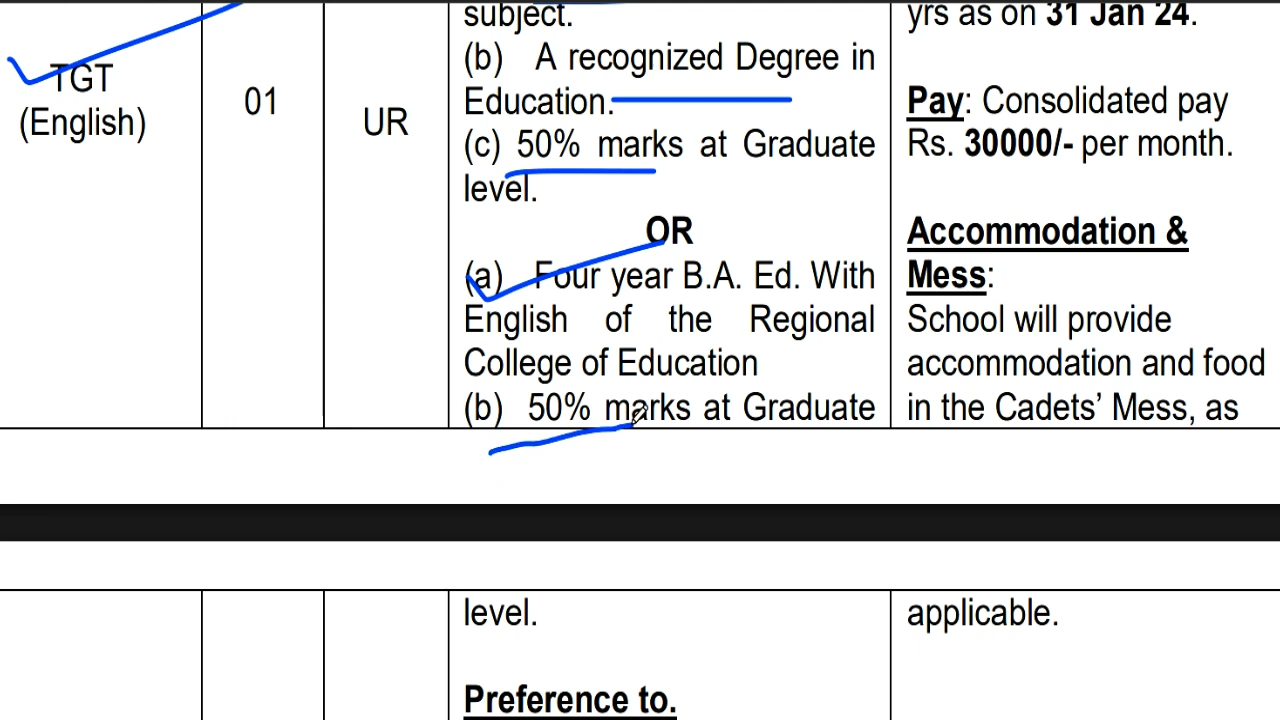 TGT
(English)
01
UR
subject.
(b) A recognized Degree in
Education.
(c) 50% marks at Graduate
level.
OR
(a) Four year B.A. Ed. With
English of the Regional
College of Education
(b) 50% marks at Graduate
yrs as on 31 Jan 24.
Pay: Consolidated pay
Rs. 30000/- per month.
Accommodation &
Mess:
School will provide
accommodation and food
in the Cadets’ Mess, as
level.
Preference to.
applicable.